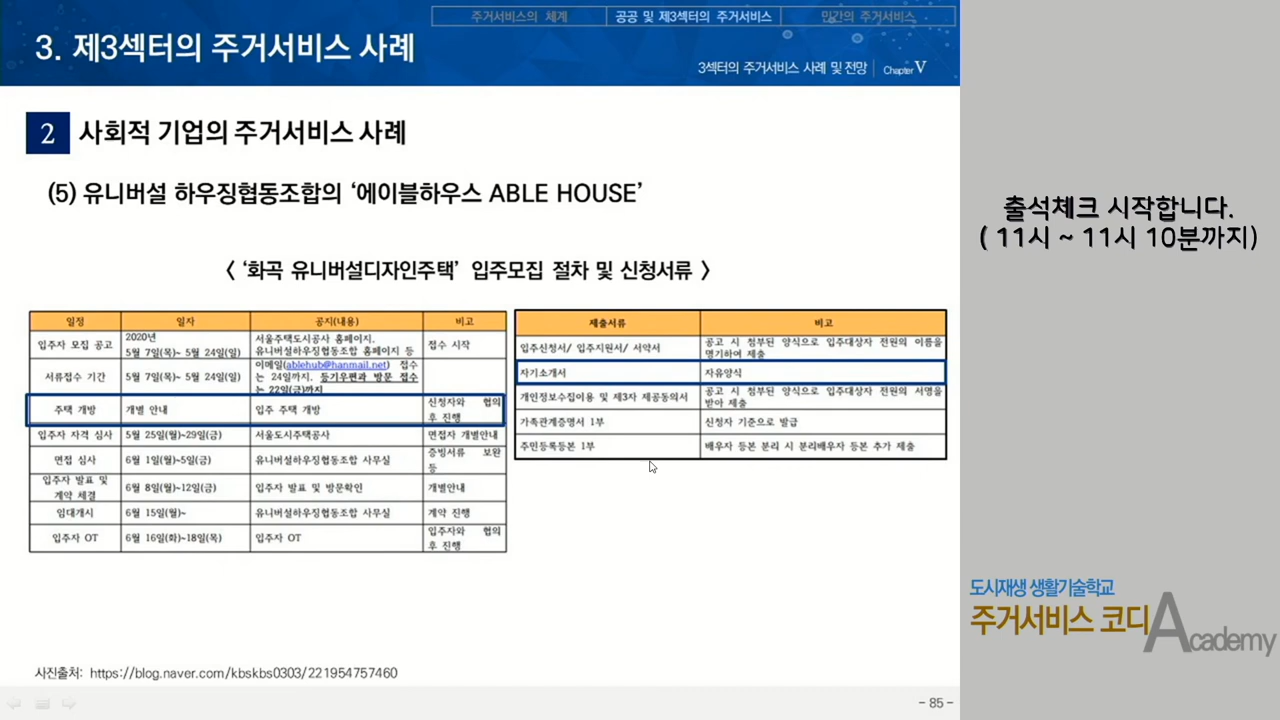 주거서비스의 체계 공공 및 제3섹터의 주거서비스 민간의 주거서비스
3. 제3섹터의 주거서비스 사례
3섹터의 주거서비스 사례 및 전망 Chapter V
2 사회적 기업의 주거서비스 사례
(5) 유니버설 하우징협동조합의 ‘에이블하우스 ABLE HOUSE’
< ‘화곡 유니버설디자인주택’ 입주모집 절차 및 신청서류 >
일정 일자 공지(내용) 비고
입주자 모집 공고 2020년 5월 7일(목)~ 5월 24일(일) 서울주택도시공사 홈페이지, 유니버설하우징협동조합 홈페이지 등 접수 시작
서류접수 기간 5월 7일(목)~ 5월 24일(일) 이메일(ablehub@hanmail.net) 접수는 24일까지, 등기우편과 방문 접수는 22일(금)까지
주택 개방 개별 안내 입주 주택 개방 신청자와 협의 후 진행
입주자 자격 심사 5월 25일(월)~29일(금) 서울도시주택공사 면접자 개별안내
면접 심사 6월 1일(월)~5일(금) 유니버설하우징협동조합 사무실 증빙서류 보완 등
입주자 발표 및 계약 체결 6월 8일(월)~12일(금) 입주자 발표 및 방문확인 개별안내
임대개시 6월 15일(월)~ 유니버설하우징협동조합 사무실 계약 진행
입주자 OT 6월 16일(화)~18일(목) 입주자 OT 입주자와 협의 후 진행
제출서류 비고
입주신청서/ 입주지원서/ 서약서 공고 시 첨부된 양식으로 입주대상자 전원의 이름을 명기하여 제출
자기소개서 자유양식
개인정보수집이용 및 제3자 제공동의서 공고 시 첨부된 양식으로 입주대상자 전원의 서명을 받아 제출
가족관계증명서 1부 신청자 기준으로 발급
주민등록등본 1부 배우자 등본 분리 시 분리배우자 등본 추가 제출
사진출처: https://blog.naver.com/kbskbs0303/221954757460
- 85 -
출석체크 시작합니다.
( 11시 ~ 11시 10분까지)
도시재생 생활기술학교
주거서비스 코디 Academy